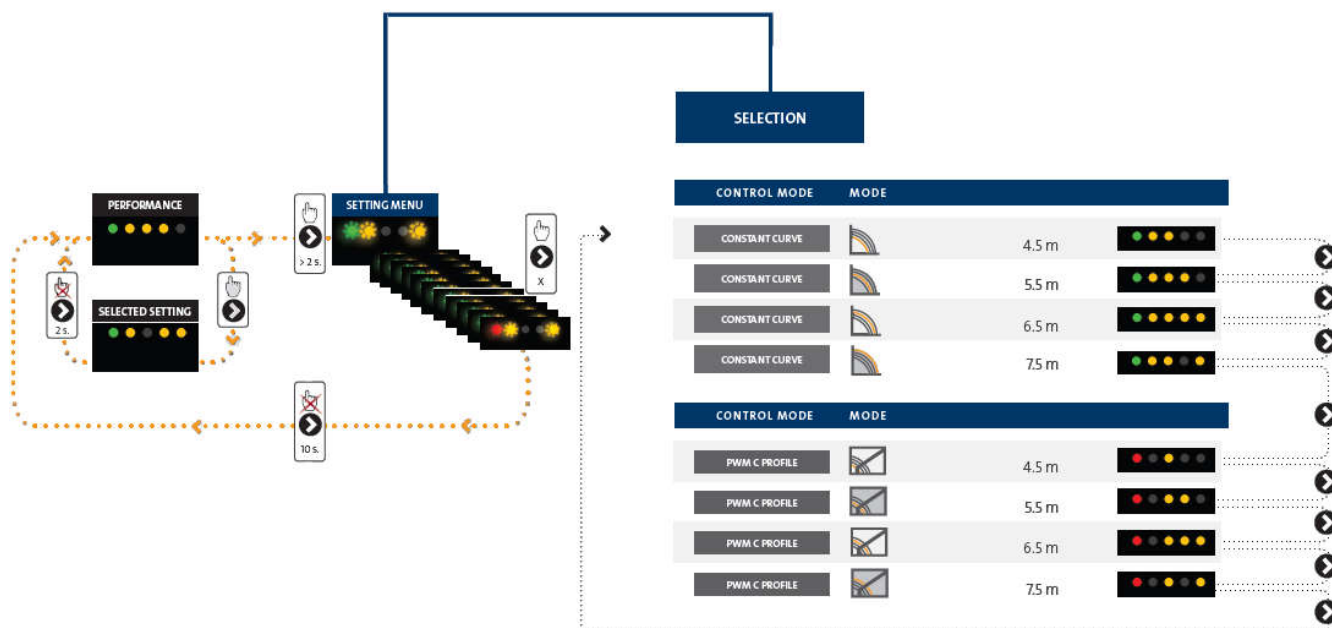 SELECTION
PERFORMANCE
> 2 s.
SETTING MENU
X
2 s.
SELECTED SETTING
10 s.
CONTROL MODE MODE
CONSTANT CURVE 4.5 m
CONSTANT CURVE 5.5 m
CONSTANT CURVE 6.5 m
CONSTANT CURVE 7.5 m
CONTROL MODE MODE
PWM C PROFILE 4.5 m
PWM C PROFILE 5.5 m
PWM C PROFILE 6.5 m
PWM C PROFILE 7.5 m